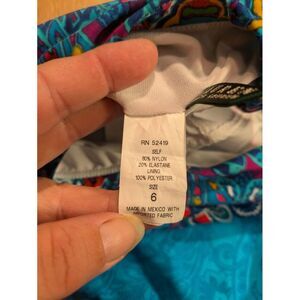 RN 52419
SELF
80% NYLON
20% ELASTANE
LINING
100% POLYESTER
SIZE
6
MADE IN MEXICO WITH
IMPORTED FABRIC